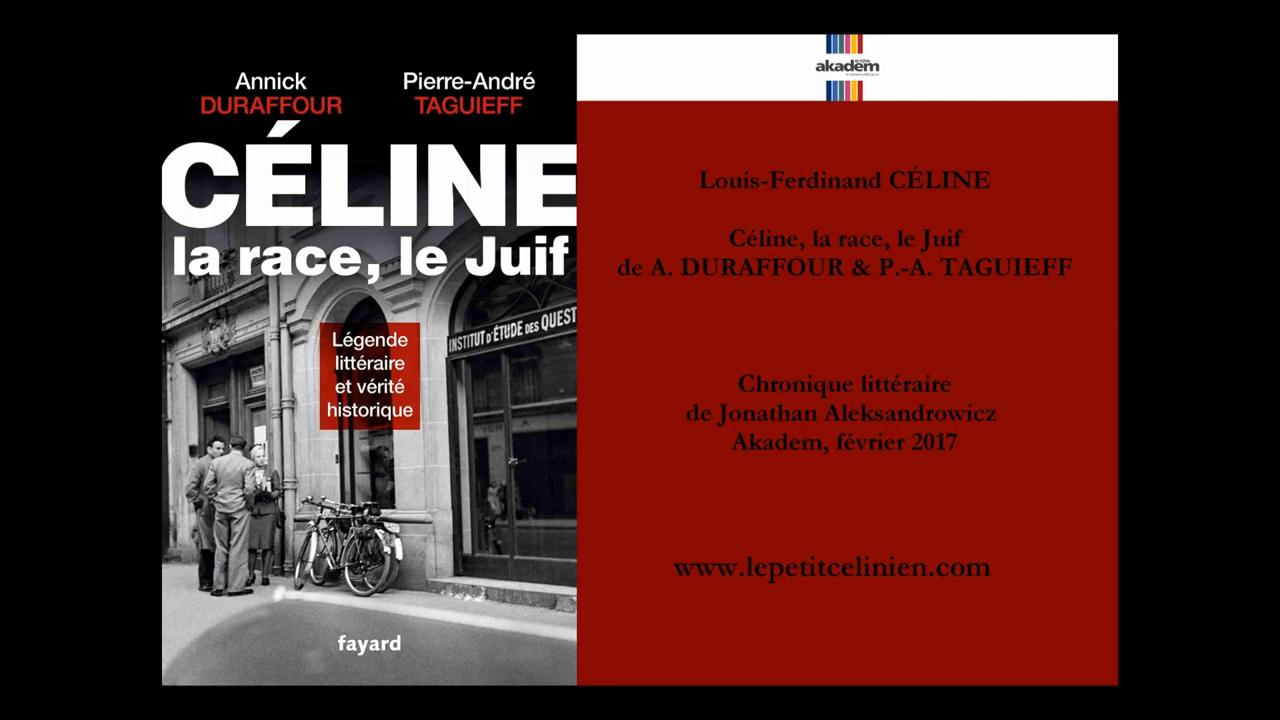 Annick
DURAFFOUR
Pierre-André
TAGUIEFF
CÉLINE
la race, le Juif
Légende
littéraire
et vérité
historique
INSTITUT D'ÉTUDE DES QUEST
fayard
akadem
Louis-Ferdinand CÉLINE
Céline, la race, le Juif
de A. DURAFFOUR & P.-A. TAGUIEFF
Chronique littéraire
de Jonathan Aleksandrowicz
Akadem, février 2017
www.lepetitcelinien.com